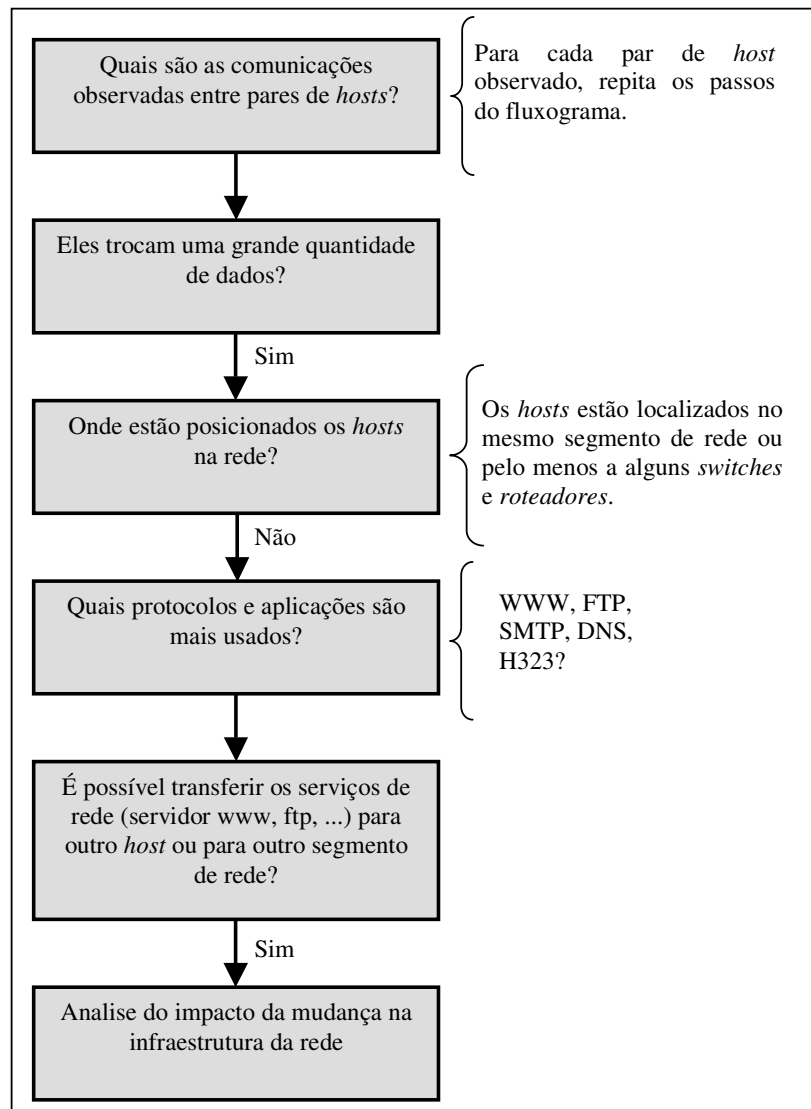 Quais são as comunicações
observadas entre pares de hosts?
Para cada par de host
observado, repita os passos
do fluxograma.
Eles trocam uma grande quantidade
de dados?
Sim
Onde estão posicionados os hosts
na rede?
Os hosts estão localizados no
mesmo segmento de rede ou
pelo menos a alguns switches
e roteadores.
Não
Quais protocolos e aplicações são
mais usados?
WWW, FTP,
SMTP, DNS,
H323?
É possível transferir os serviços de
rede (servidor www, ftp, ...) para
outro host ou para outro segmento
de rede?
Sim
Analise do impacto da mudança na
infraestrutura da rede